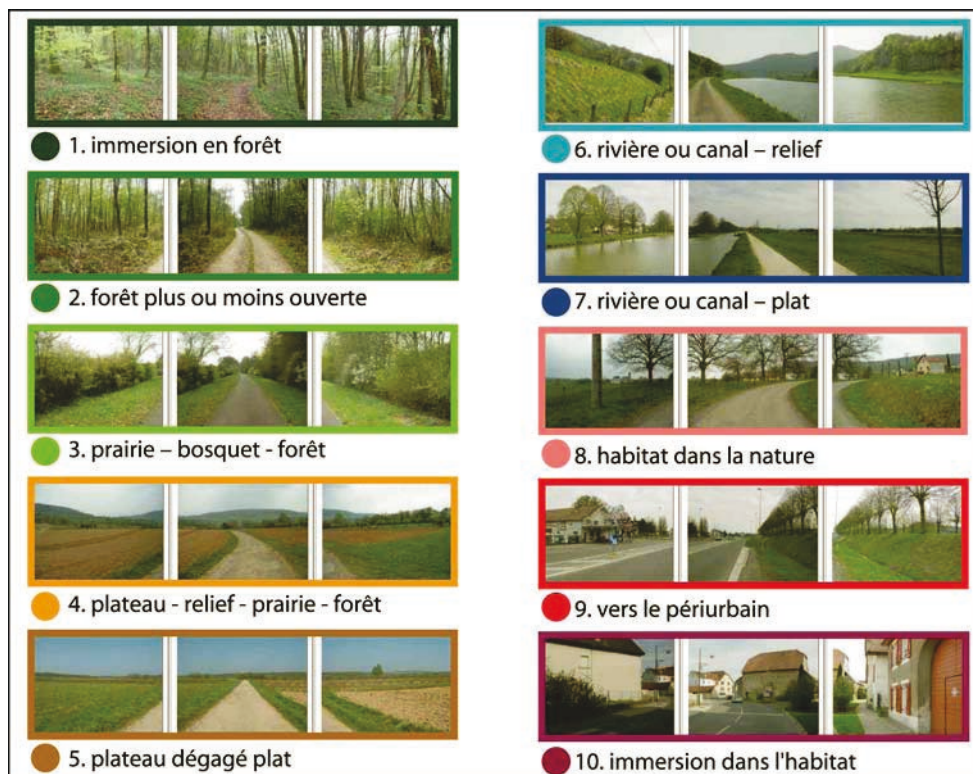 1. immersion en forêt
2. forêt plus ou moins ouverte
3. prairie – bosquet - forêt
4. plateau - relief - prairie - forêt
5. plateau dégagé plat
6. rivière ou canal – relief
7. rivière ou canal – plat
8. habitat dans la nature
9. vers le périurbain
10. immersion dans l'habitat